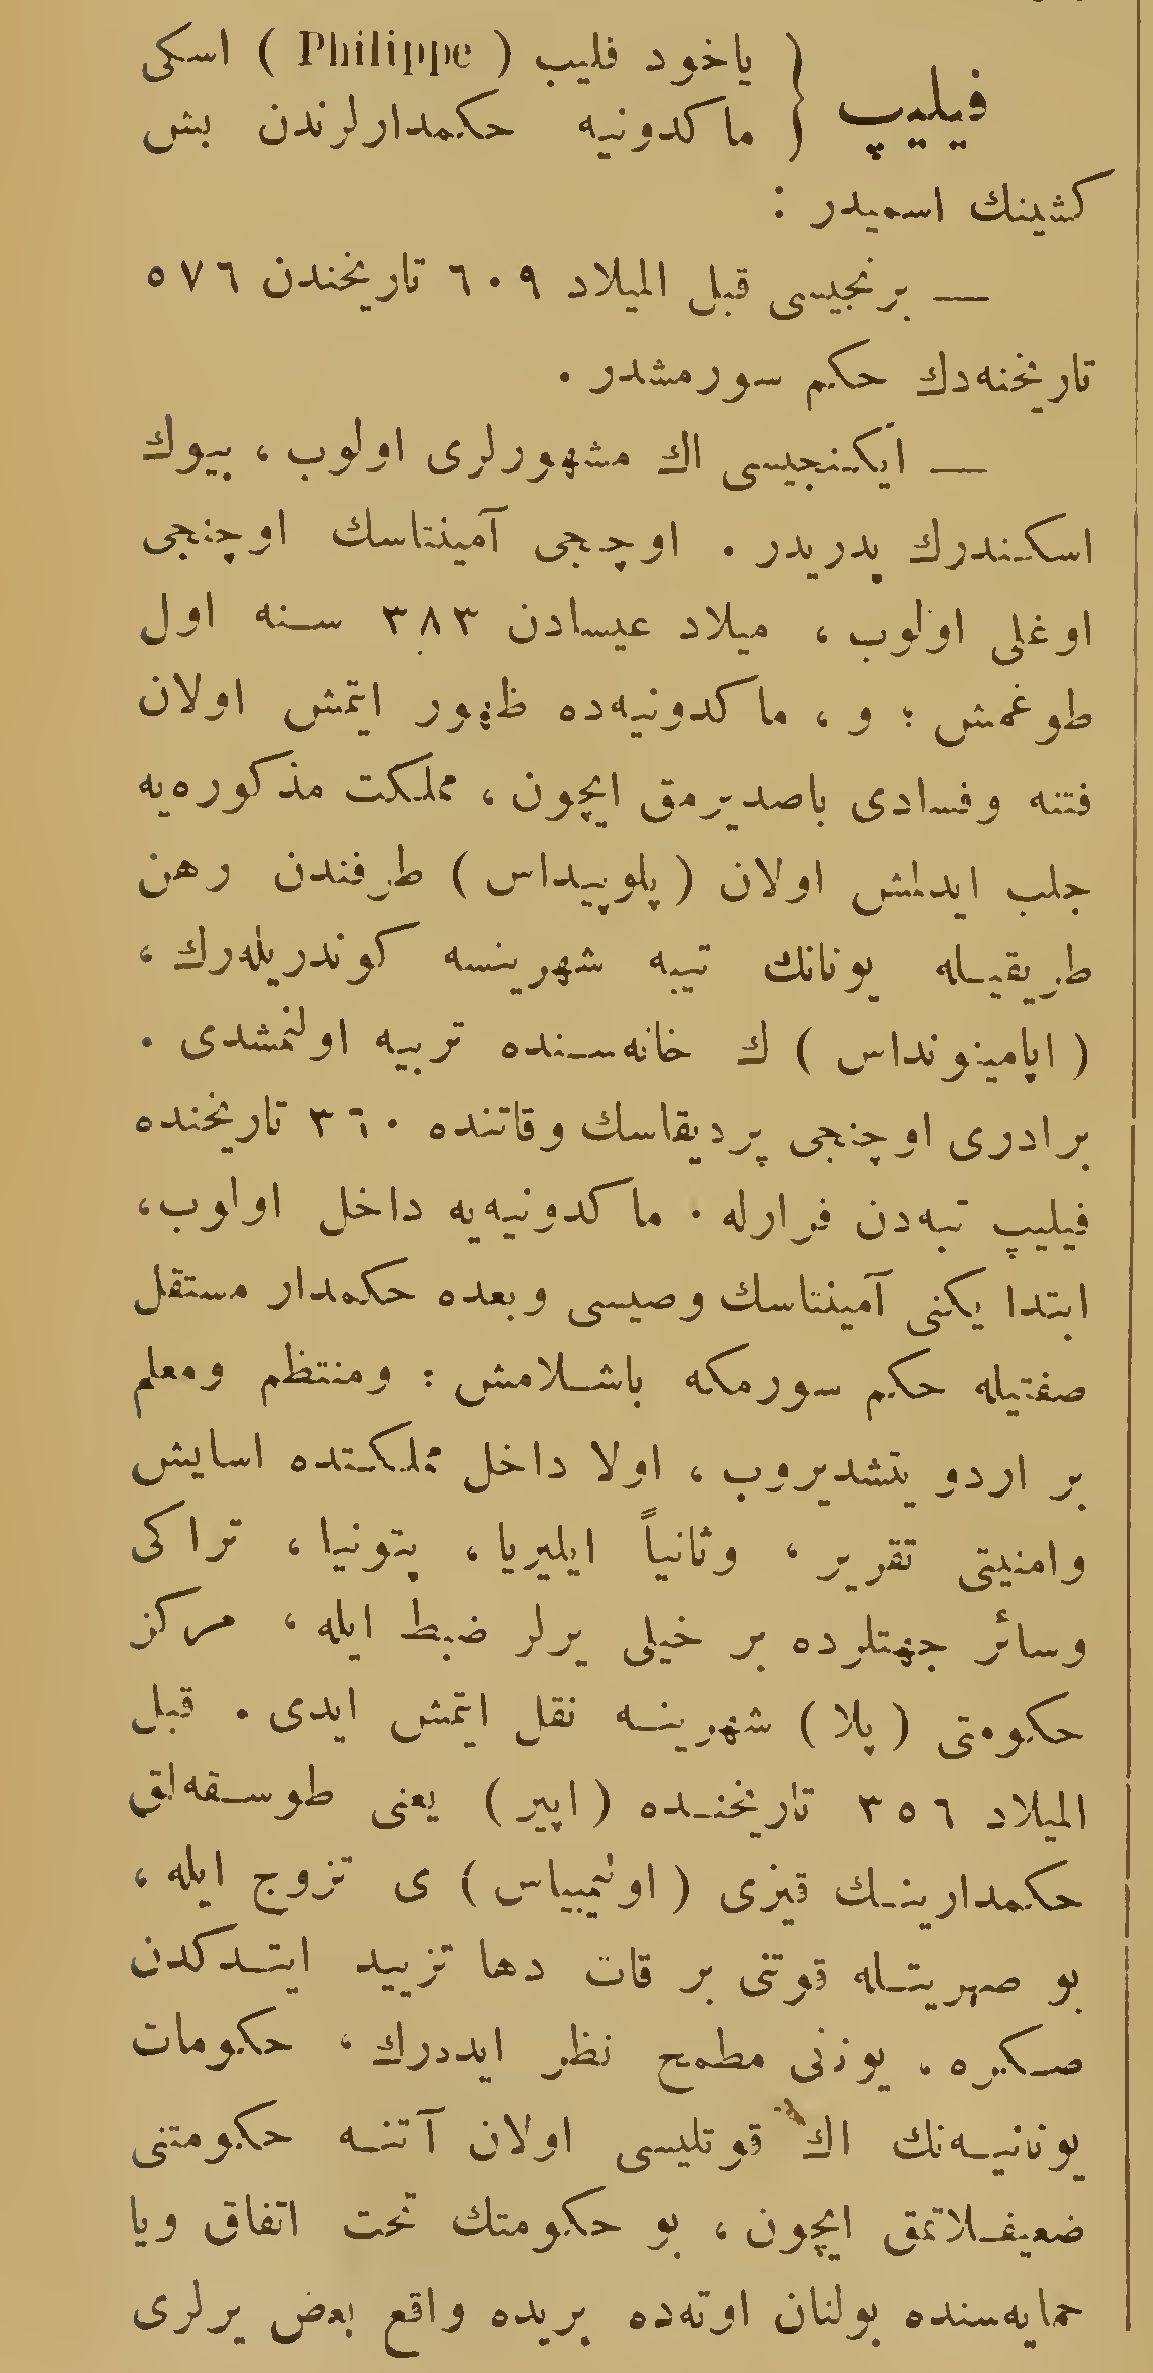 فیلیپ } یاخود فلیب ( Philippe ) اسکی
ماکدونیه حکمدارلرندن بش
کشینك اسمیدر :
— برنجیسی قبل المیلاد ٦٠٩ تاریخندن ٥٧٦
تاریخنه‌دك حکم سورمشدر .
— ایکنجیسی اك مشهورلری اولوب ، بیوك
اسکندرك پدریدر . اوچجی آمینتاسك اوچنجی
اوغلی اولوب ، میلاد عیسادن ٣٨٣ سنه اول
طوغمش ؛ و ، ماکدونیه‌ده ظهور ایتمش اولان
فتنه وفسادی باصدیرمق ایچون ، مملکت مذکوره‌یه
جلب ایدلمش اولان ( پلوپیداس ) طرفندن رهن
طریقیله یونانك تیبه شهرینسه کوندریله‌رك ،
( اپامینونداس ) ك خانه‌سنده تربیه اولنمشدی .
برادری اوچنجی پردیقاسك وفاتنده ٣٦٠ تاریخنده
فیلیپ تبه‌دن فرارله . ماکدونیه‌یه داخل اولوب ،
ابتدا یکنی آمینتاسك وصیسی وبعده حکمدار مستقل
صفتیله حکم سورمکه باشلامش : ومنتظم ومعلم
بر اردو یتشدیروب ، اولا داخل مملکتده اسایش
وامنیتی تقریر ، وثانیاً ایلیریا ، پتونیا ، تراکی
وسائر جهتلرده بر خیلی یرلر ضبط ایله ، مرکز
حکومتی ( پلا ) شهرینه نقل ایتمش ایدی . قبل
المیلاد ٣٥٦ تاریخنده ( اپیر ) یعنی طوسقه‌لق
حکمدارینك قیزی ( اولیمپیاس ) ی تزوج ایله ،
بو صهریتله قوتنی بر قات دها تزیید ایتدکدن
صکره . یوننی مطمح نظر ایدرك ، حکومات
یونانیه‌نك اك قوتلیسی اولان آتنه حکومتنی
ضعیفلاتمق ایچون ، بو حکومتك تحت اتفاق ویا
حمایه‌سنده بولنان اوته‌ده بریده واقع بعض یرلری